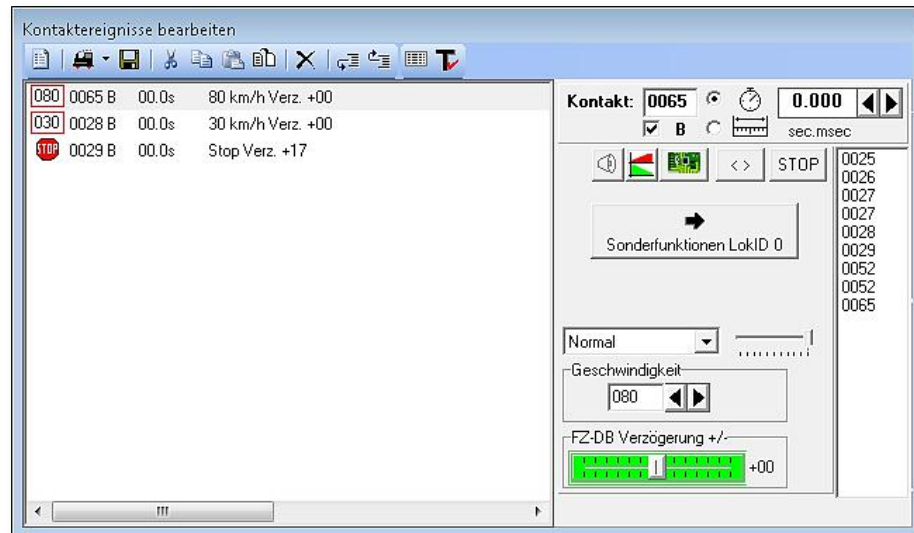 Kontaktereignisse bearbeiten
080 0065 B 00.0s 80 km/h Verz. +00
030 0028 B 00.0s 30 km/h Verz. +00
STOP 0029 B 00.0s Stop Verz. +17
Kontakt: 0065 0.000
B sec.msec
< > STOP
Sonderfunktionen LokID 0
Normal
Geschwindigkeit
080
FZ-DB Verzögerung +/-
+00
0025
0026
0027
0027
0028
0029
0052
0052
0065